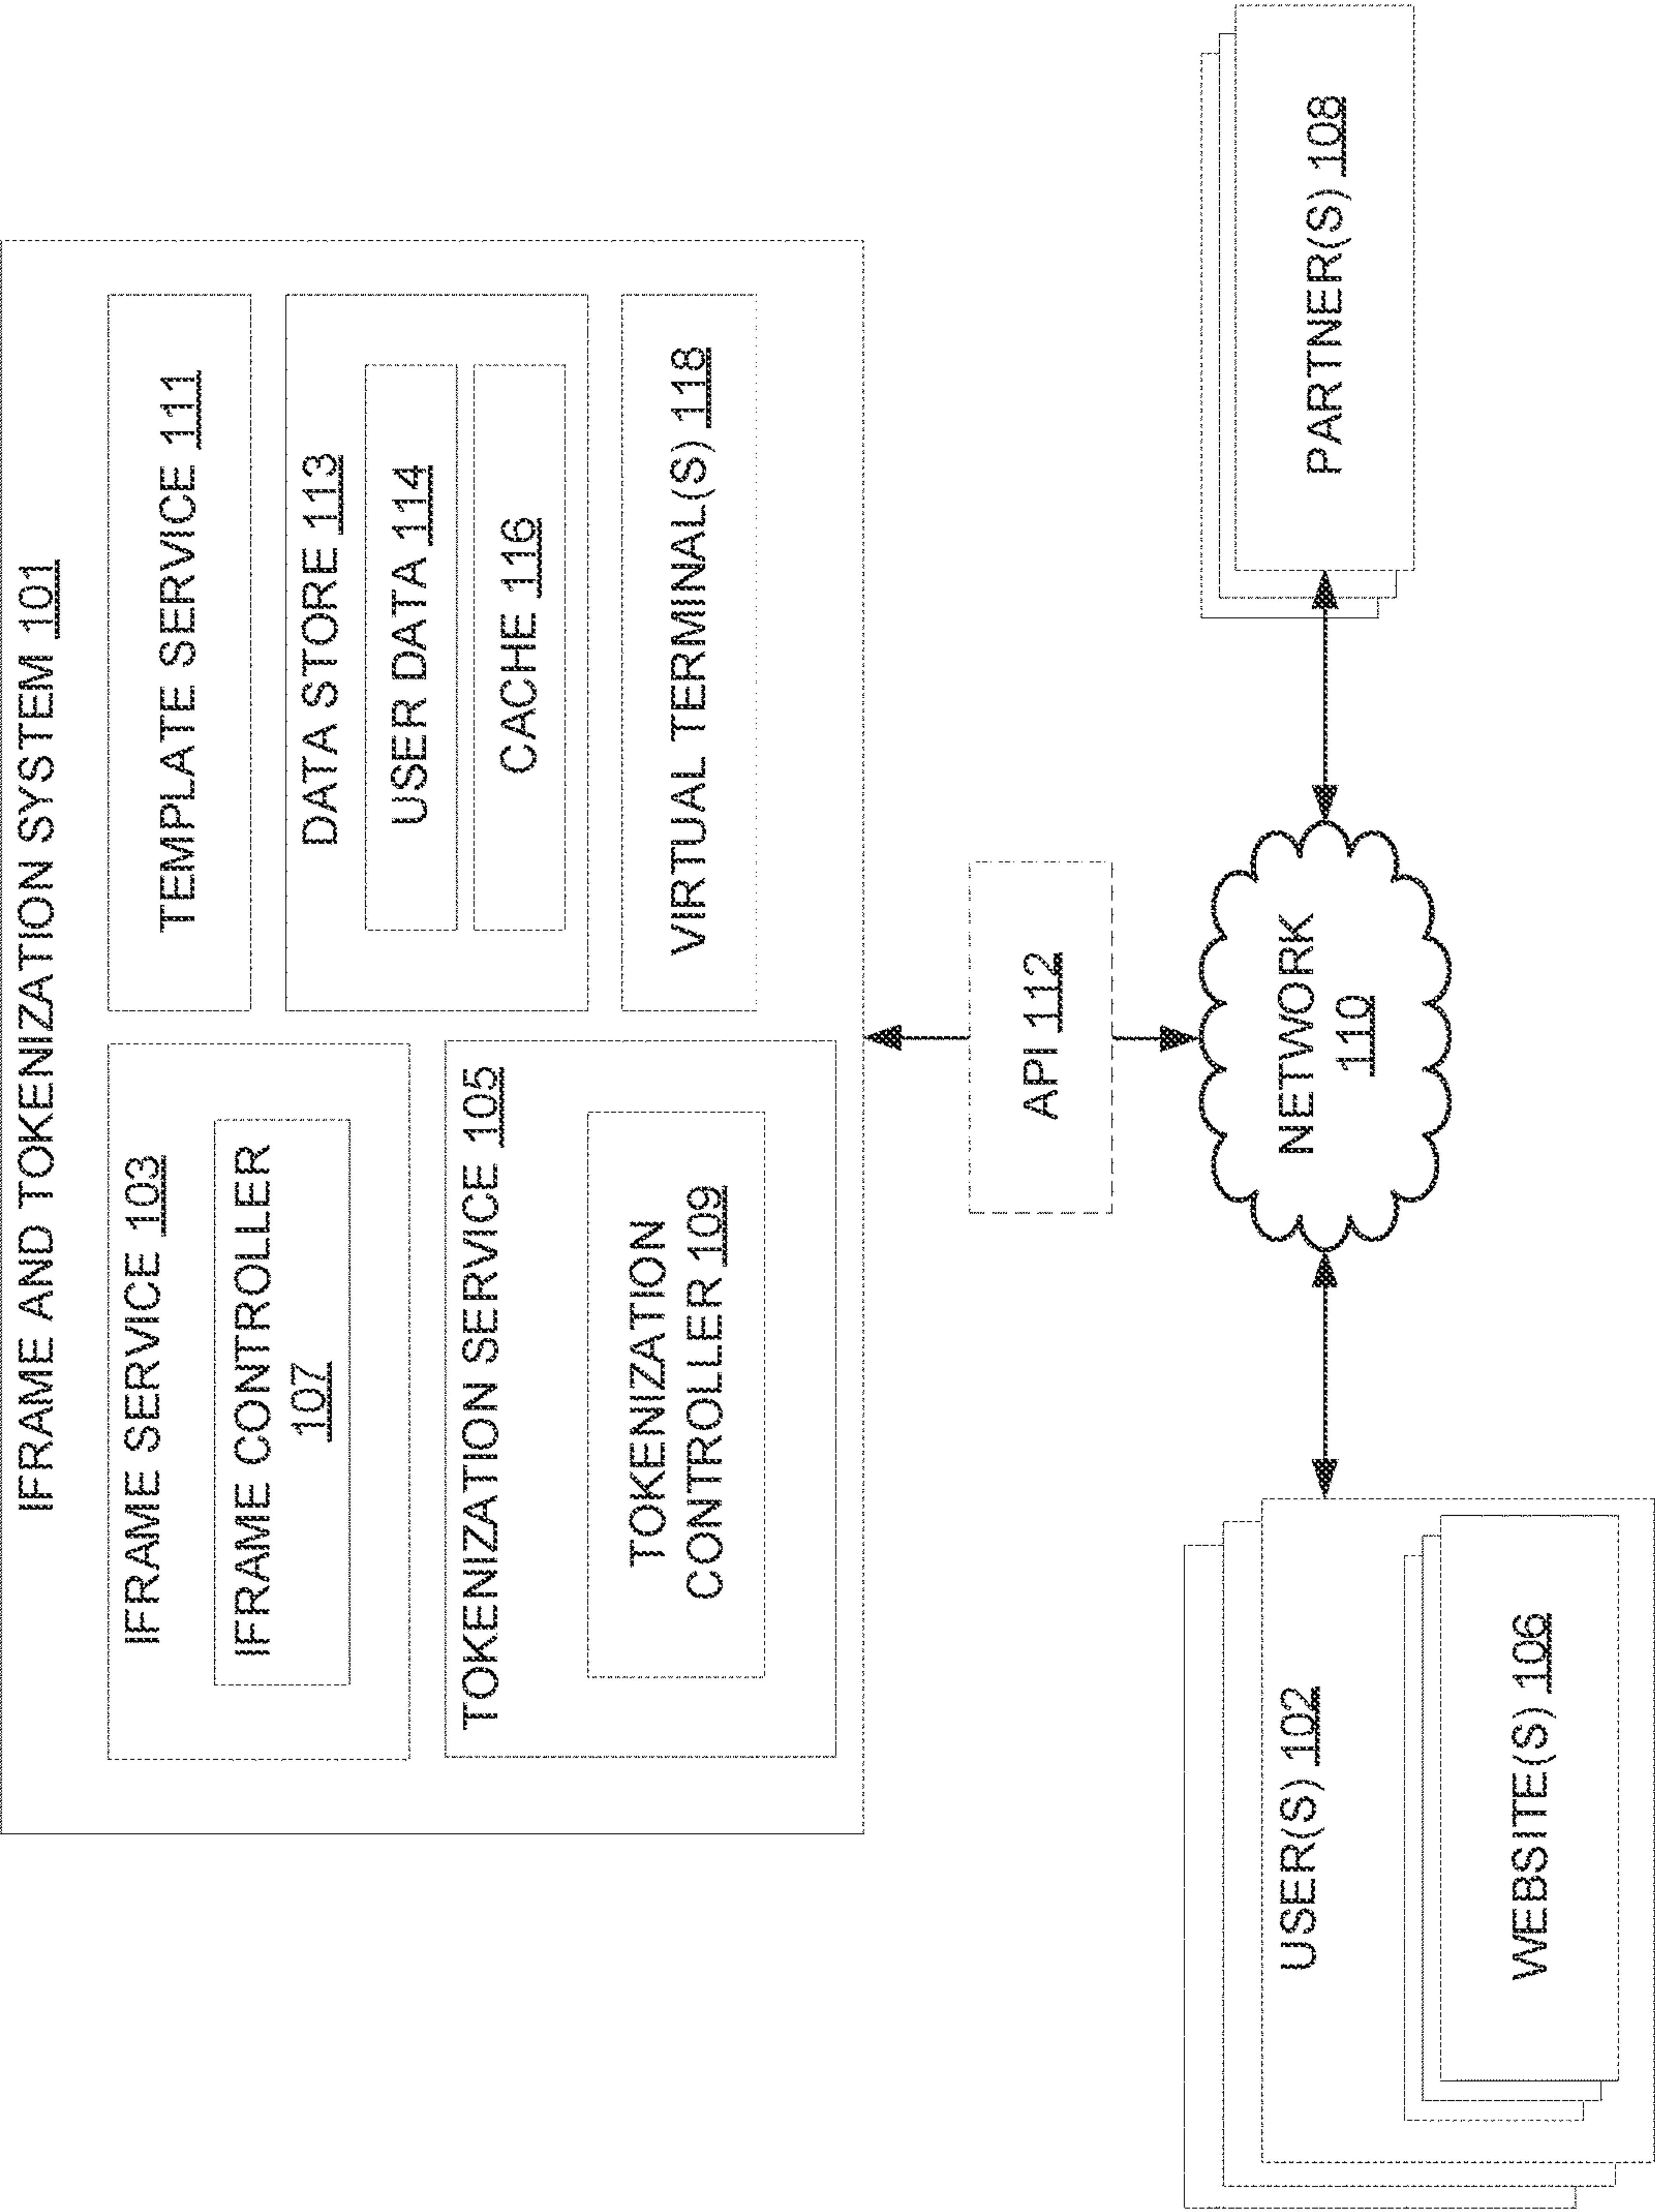 IFRAME AND TOKENIZATION SYSTEM 101
IFRAME SERVICE 103
IFRAME CONTROLLER
107
TOKENIZATION SERVICE 105
TOKENIZATION
CONTROLLER 109
TEMPLATE SERVICE 111
DATA STORE 113
USER DATA 114
CACHE 116
VIRTUAL TERMINAL(S) 118
API 112
NETWORK
110
USER(S) 102
WEBSITE(S) 106
PARTNER(S) 108